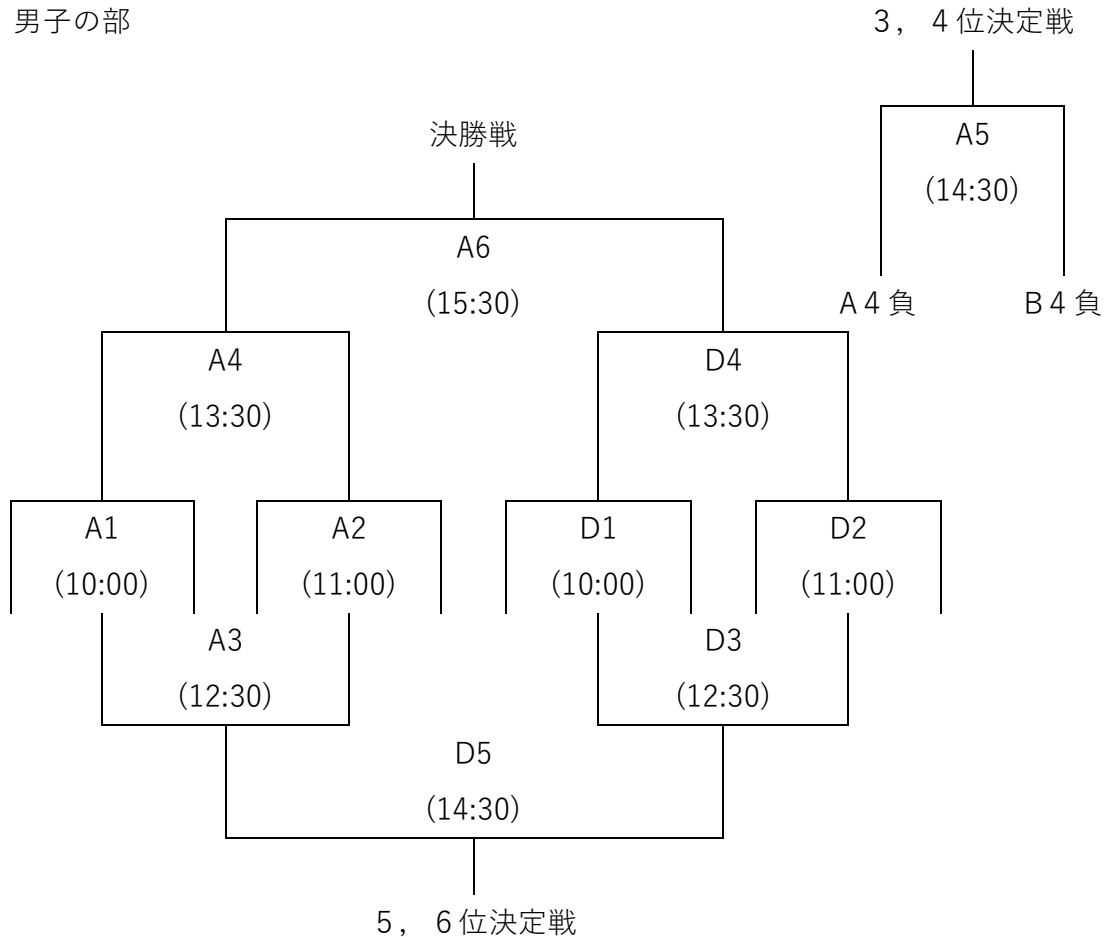 男子の部
３，４位決定戦
決勝戦
A5
(14:30)
A6
(15:30)
A４負
B４負
A4
D4
(13:30)
(13:30)
A1
A2
D1
D2
(10:00)
(11:00)
(10:00)
(11:00)
A3
D3
(12:30)
(12:30)
D5
(14:30)
５，６位決定戦